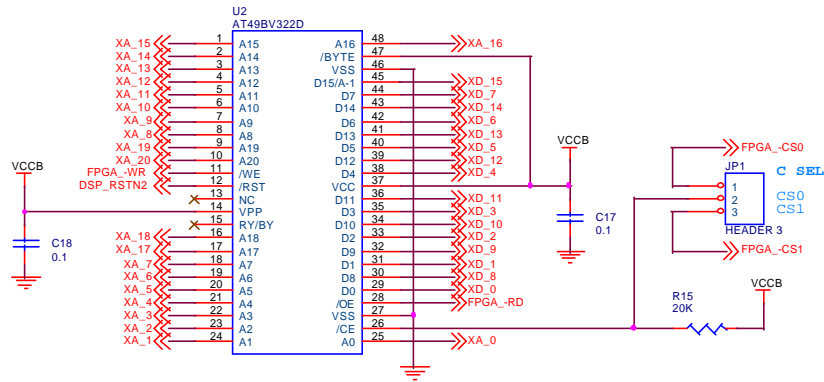 U2
AT49BV322D
XA_15 1 A15 A16 48 XA_16
XA_14 2 A14 /BYTE 47
XA_13 3 A13 VSS 46
XA_12 4 A12 D15/A-1 45 XD_15
XA_11 5 A11 D7 44 XD_7
XA_10 6 A10 D14 43 XD_14
XA_9 7 A9 D6 42 XD_6
XA_8 8 A8 D13 41 XD_13
XA_19 9 A19 D5 40 XD_5
XA_20 10 A20 D12 39 XD_12
FPGA_-WR 11 /WE D4 38 XD_4
DSP_RSTN2 12 /RST VCC 37
13 NC D11 36 XD_11
14 VPP D3 35 XD_3
15 RY/BY D10 34 XD_10
XA_18 16 A18 D2 33 XD_2
XA_17 17 A17 D9 32 XD_9
XA_7 18 A7 D1 31 XD_1
XA_6 19 A6 D8 30 XD_8
XA_5 20 A5 D0 29 XD_0
XA_4 21 A4 /OE 28 FPGA_-RD
XA_3 22 A3 VSS 27
XA_2 23 A2 /CE 26
XA_1 24 A1 A0 25 XA_0
VCCB
C18
0.1
VCCB
C17
0.1
FPGA_-CS0
JP1
C SEL
1
2 CS0
3 CS1
HEADER 3
FPGA_-CS1
VCCB
R15
20K